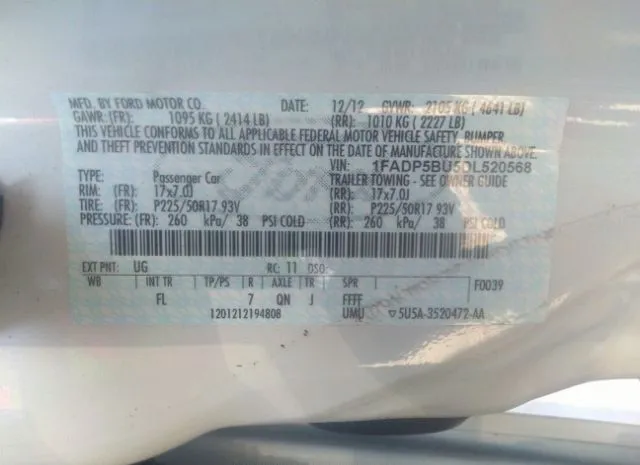 MFD. BY FORD MOTOR CO. DATE: 12/12 GVWR: 2105 KG ( 4641 LB)
GAWR: (FR): 1095 KG ( 2414 LB) (RR): 1010 KG ( 2227 LB)
THIS VEHICLE CONFORMS TO ALL APPLICABLE FEDERAL MOTOR VEHICLE SAFETY, BUMPER,
AND THEFT PREVENTION STANDARDS IN EFFECT ON THE DATE OF MANUFACTURE SHOWN ABOVE.
VIN: 1FADP5BU5DL520568
TYPE: Passenger Car TRAILER TOWING - SEE OWNER GUIDE
RIM: (FR) 17x7.0J (RR): 17x7.0J
TIRE: (FR) P225/50R17 93V (RR): P225/50R17 93V
PRESSURE: (FR) 260 kPa/ 38 PSI COLD (RR): 260 kPa/ 38 PSI COLD
EXT PNT: UG RC: 11 DSO:
WB INT TR TP/PS R AXLE TR SPR F0039
FL 7 QN J FFFF
1201212194808 UMU ▽5U5A-3520472-AA